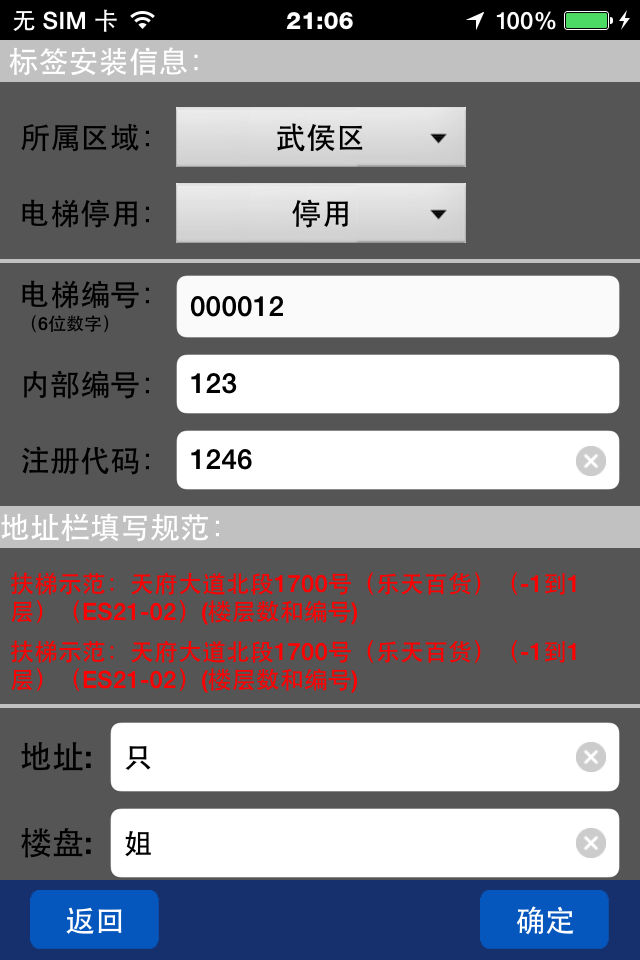 无 SIM 卡 21:06 100%
标签安装信息：
所属区域： 武侯区
电梯停用： 停用
电梯编号： 000012
（6位数字）
内部编号： 123
注册代码： 1246
地址栏填写规范：
扶梯示范：天府大道北段1700号（乐天百货）（-1到1
层）（ES21-02）(楼层数和编号)
扶梯示范：天府大道北段1700号（乐天百货）（-1到1
层）（ES21-02）(楼层数和编号)
地址: 只
楼盘: 姐
返回 确定